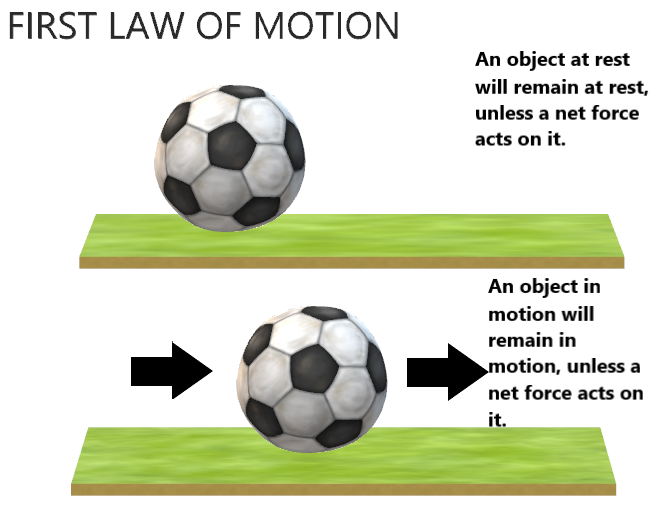 FIRST LAW OF MOTION
An object at rest
will remain at rest,
unless a net force
acts on it.
An object in
motion will
remain in
motion, unless a
net force acts on
it.